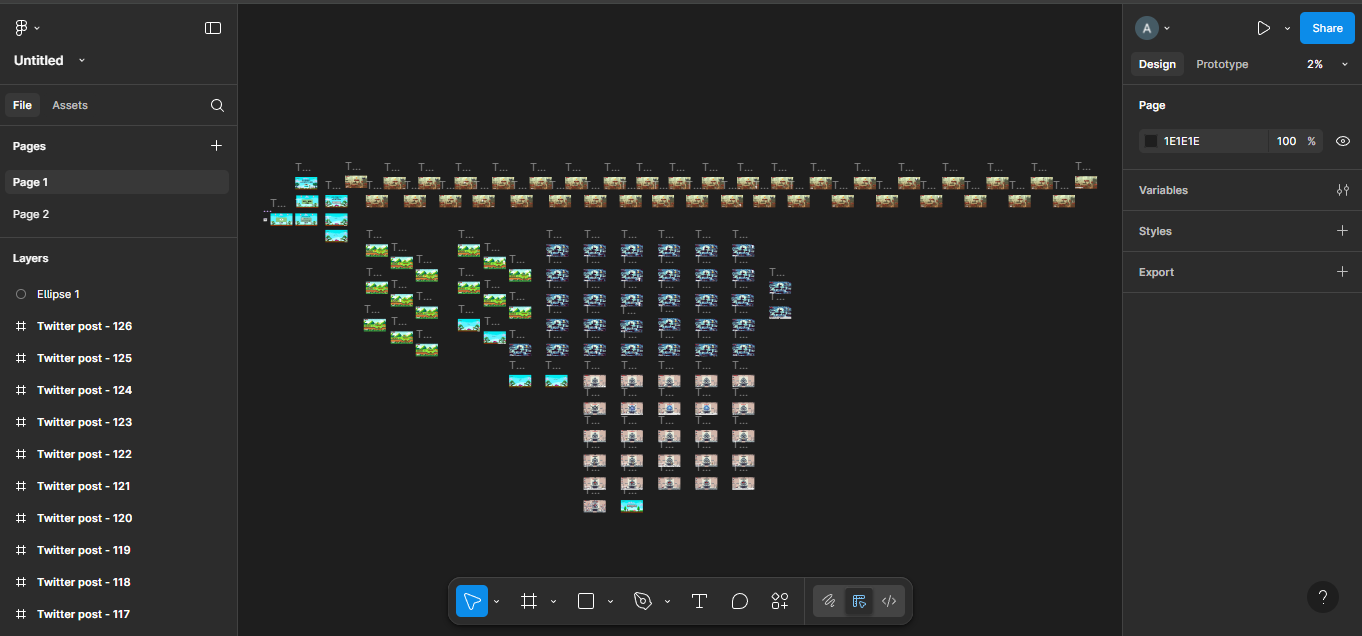 Untitled
File
Assets
Pages
Page 1
Page 2
Layers
Ellipse 1
Twitter post - 126
Twitter post - 125
Twitter post - 124
Twitter post - 123
Twitter post - 122
Twitter post - 121
Twitter post - 120
Twitter post - 119
Twitter post - 118
Twitter post - 117
A
Share
Design
Prototype
2%
Page
1E1E1E
100
%
Variables
Styles
Export
?